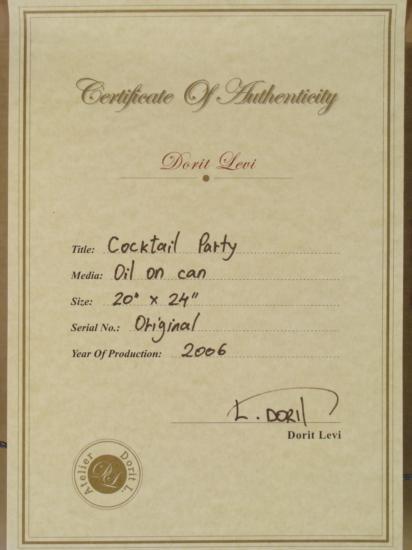 Certificate Of Authenticity
Dorit Levi
Title: Cocktail Party
Media: Oil on can
Size: 20" x 24"
Serial No.: Original
Year Of Production: 2006
L. DORIT
Dorit Levi
Atelier Dorit L.
DL